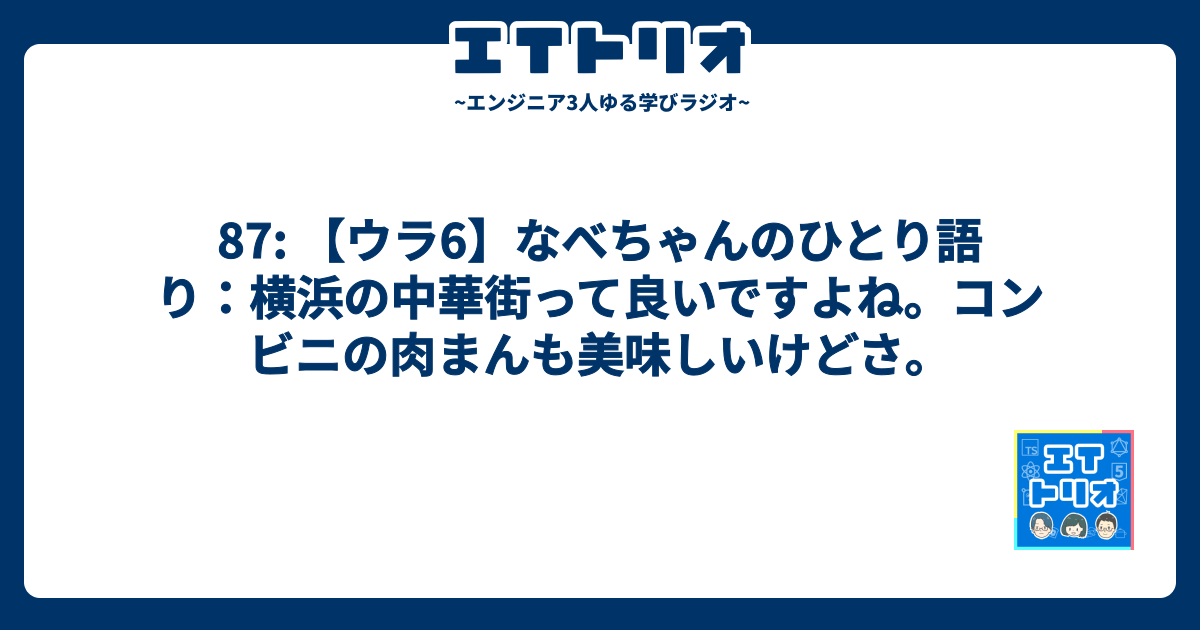 エイトリオ
~エンジニア3人ゆる学びラジオ~
87: 【ウラ6】なべちゃんのひとり語
り：横浜の中華街って良いですよね。コン
ビニの肉まんも美味しいけどさ。
TS
エイ
5
トリオ